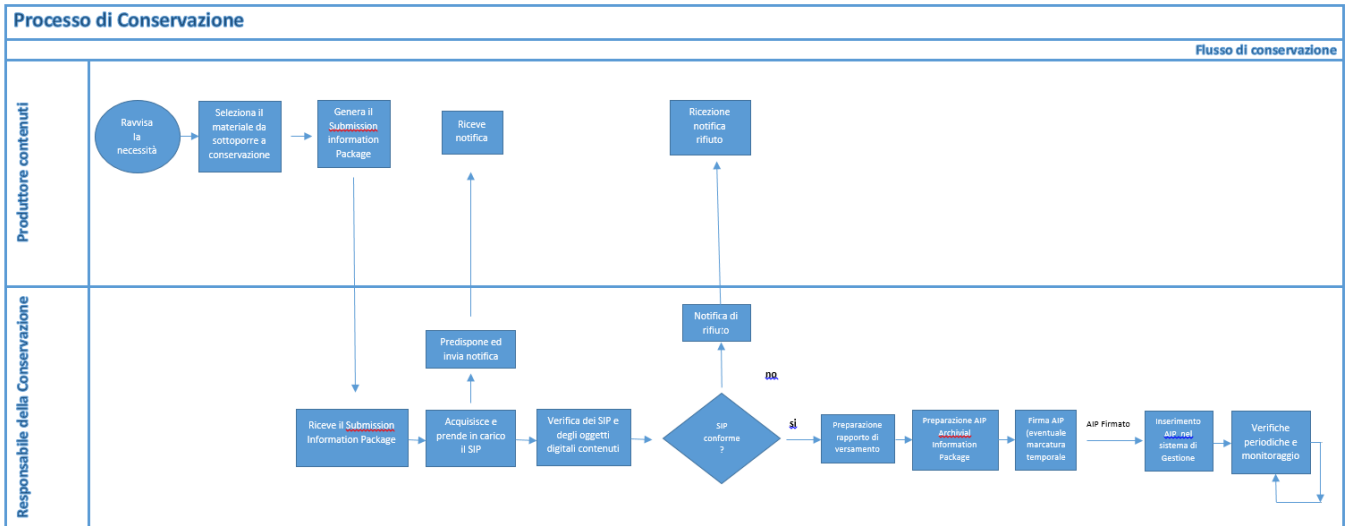 Processo di Conservazione
Flusso di conservazione
Produttore contenuti
Ravvisa
la
necessità
Seleziona il
materiale da
sottoporre a
conservazione
Genera il
Submission
information
Package
Riceve
notifica
Ricezione
notifica
rifiuto
Responsabile della Conservazione
Notifica di
rifiuto
Predispone ed
invia notifica
no
Riceve il Submission
Information Package
Acquisisce e
prende in carico
il SIP
Verifica dei SIP e
degli oggetti
digitali contenuti
SIP
conforme
?
si
Preparazione
rapporto di
versamento
Preparazione AIP
Archivial
Information
Package
Firma AIP
(eventuale
marcatura
temporale
AIP Firmato
Inserimento
AIP nel
sistema di
Gestione
Verifiche
periodiche e
monitoraggio